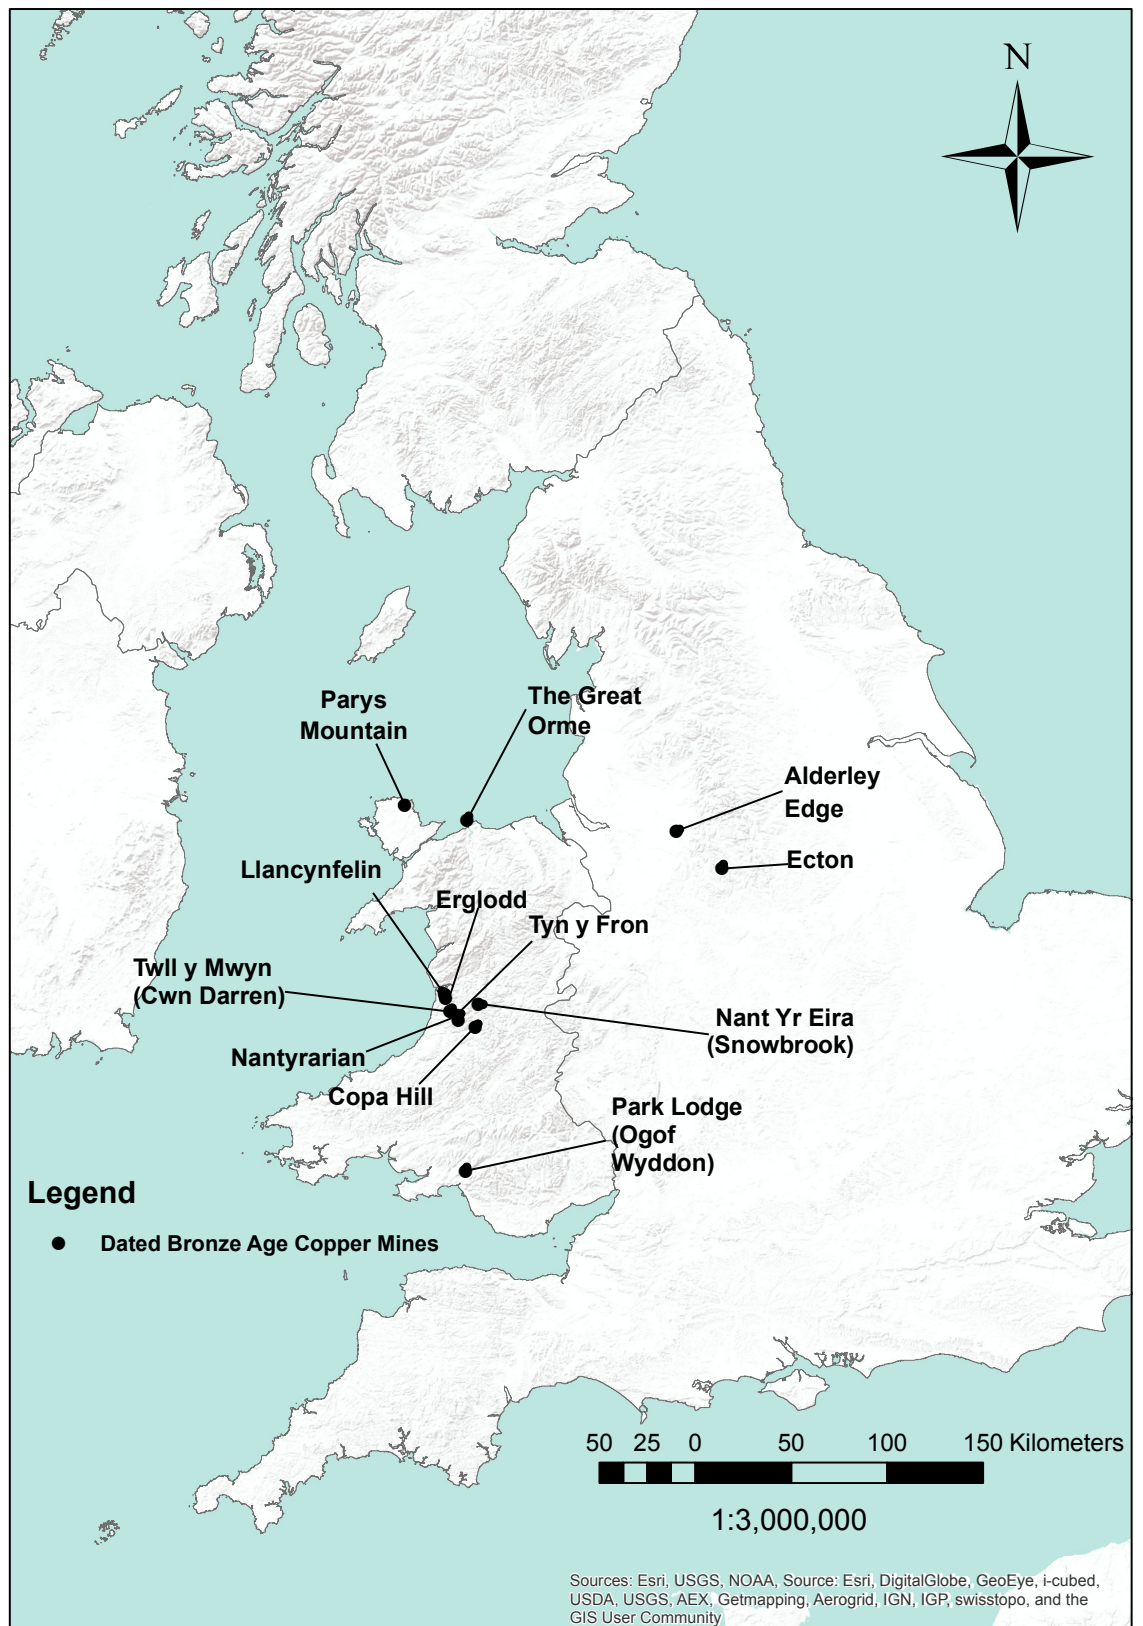 N
The Great
Orme
Parys
Mountain
Alderley
Edge
Ecton
Llancynfelin
Erglodd
Tyn y Fron
Twll y Mwyn
(Cwn Darren)
Nant Yr Eira
(Snowbrook)
Nantyrarian
Copa Hill
Park Lodge
(Ogof
Wyddon)
Legend
Dated Bronze Age Copper Mines
50 25 0 50 100 150 Kilometers
1:3,000,000
Sources: Esri, USGS, NOAA, Source: Esri, DigitalGlobe, GeoEye, i-cubed,
USDA, USGS, AEX, Getmapping, Aerogrid, IGN, IGP, swisstopo, and the
GIS User Community